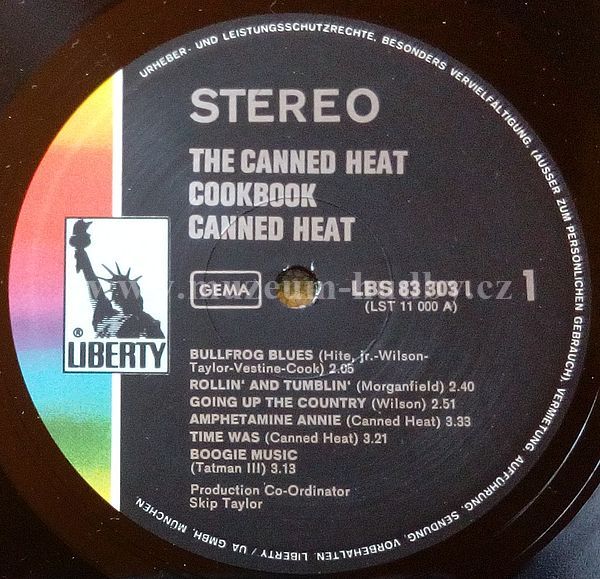 URHEBER- UND LEISTUNGSSCHUTZRECHTE, BESONDERS VERVIELFÄLTIGUNG, (AUSSER ZUM PERSÖNLICHEN GEBRAUCH), VERMIETUNG, AUFFÜHRUNG, SENDUNG, VORBEHALTEN. LIBERTY / UA GMBH, MÜNCHEN.
STEREO
THE CANNED HEAT
COOKBOOK
CANNED HEAT
GEMA
LBS 83 303 I
1
(LST 11 000 A)
www.muzeum-hudby.cz
®
LIBERTY
BULLFROG BLUES (Hite, jr.-Wilson-
Taylor-Vestine-Cook) 2.05
ROLLIN' AND TUMBLIN' (Morganfield) 2.40
GOING UP THE COUNTRY (Wilson) 2.51
AMPHETAMINE ANNIE (Canned Heat) 3.33
TIME WAS (Canned Heat) 3.21
BOOGIE MUSIC
(Tatman III) 3.13
Production Co-Ordinator
Skip Taylor